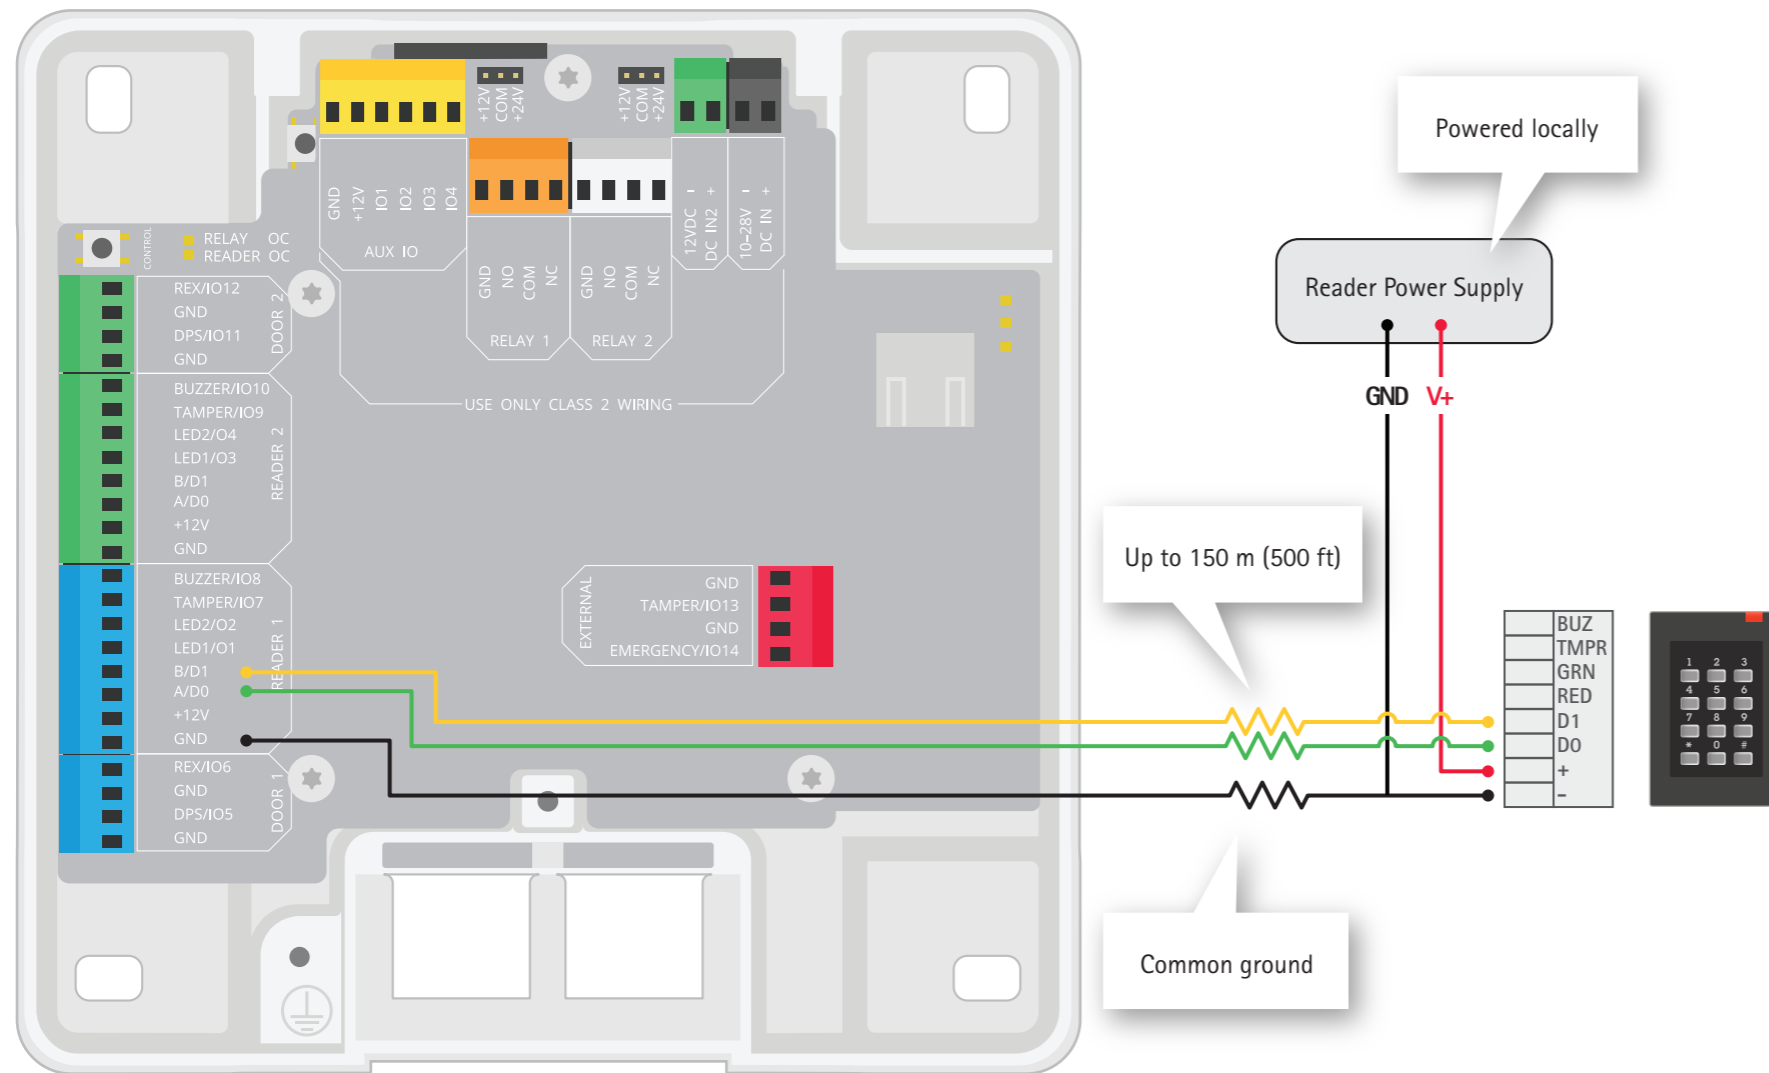 +12V
COM
+24V
+12V
COM
+24V
GND
+12V
IO1
IO2
IO3
IO4
AUX IO
GND
NO
COM
NC
RELAY 1
GND
NO
COM
NC
RELAY 2
12VDC − +
DC IN2
10–28V − +
DC IN
USE ONLY CLASS 2 WIRING
CONTROL
RELAY OC
READER OC
REX/IO12
GND
DPS/IO11
GND
DOOR 2
BUZZER/IO10
TAMPER/IO9
LED2/O4
LED1/O3
B/D1
A/D0
+12V
GND
READER 2
BUZZER/IO8
TAMPER/IO7
LED2/O2
LED1/O1
B/D1
A/D0
+12V
GND
READER 1
REX/IO6
GND
DPS/IO5
GND
DOOR 1
EXTERNAL
GND
TAMPER/IO13
GND
EMERGENCY/IO14
Powered locally
Reader Power Supply
GND V+
Up to 150 m (500 ft)
Common ground
BUZ
TMPR
GRN
RED
D1
D0
+
−
1 2 3
4 5 6
7 8 9
* 0 #